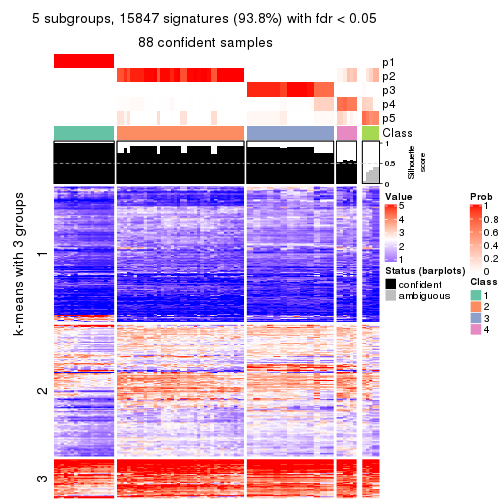 5 subgroups, 15847 signatures (93.8%) with fdr < 0.05
88 confident samples
p1
p2
p3
p4
p5
Class
1
0.5
0
Silhouette
score
k-means with 3 groups
1
2
3
Value
5
4
3
2
1
Status (barplots)
confident
ambiguous
Prob
1
0.8
0.6
0.4
0.2
0
Class
1
2
3
4